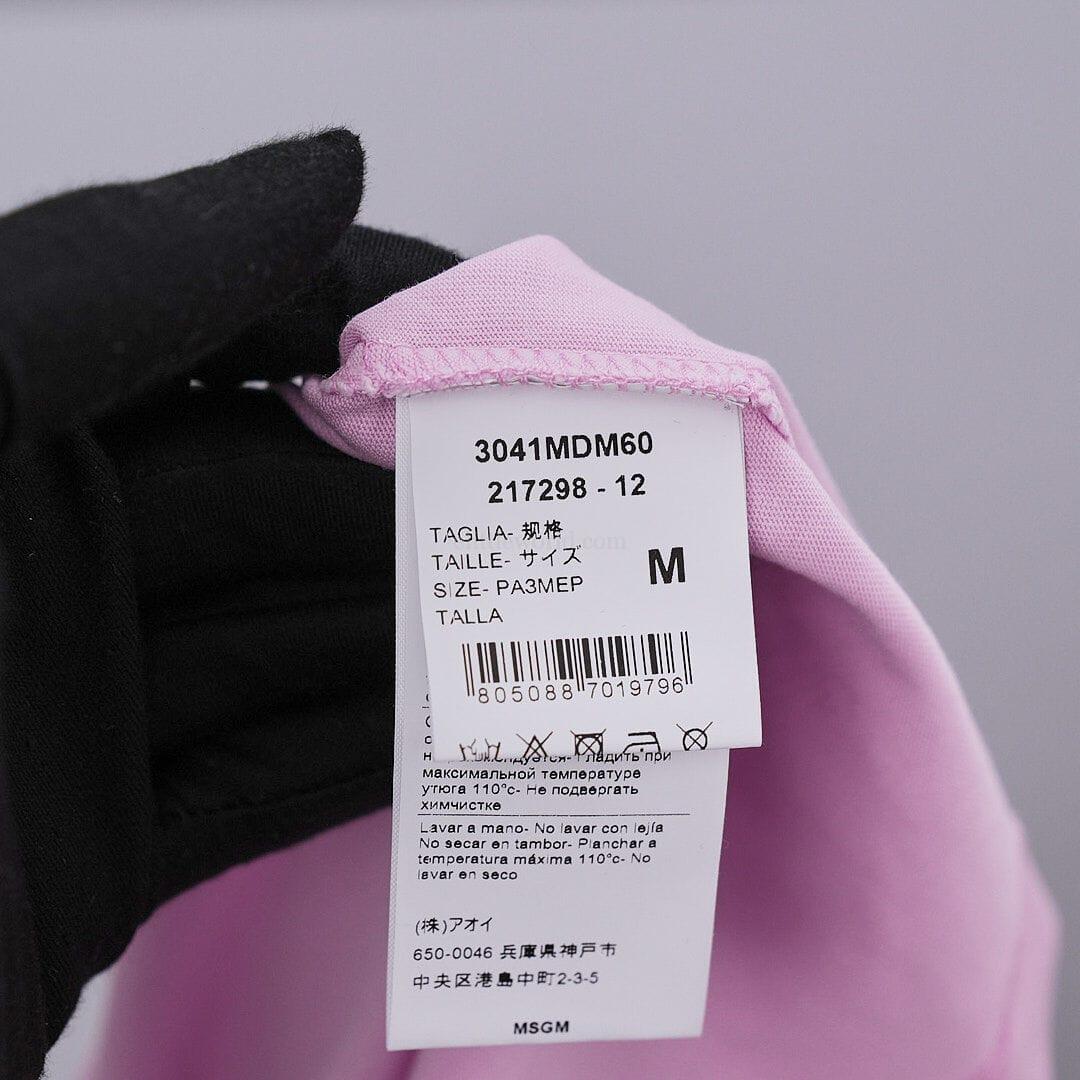 3041MDM60
217298 - 12
TAGLIA- 规格
TAILLE- サイズ
SIZE- РАЗМЕР
TALLA
M
805088 7019796
Гладить при
максимальной температуре
утюга 110°c- Не подвергать
химчистке
Lavar a mano- No lavar con lejía
No secar en tambor- Planchar a
temperatura máxima 110°c- No
lavar en seco
(株)アオイ
650-0046 兵庫県神戸市
中央区港島中町2-3-5
MSGM